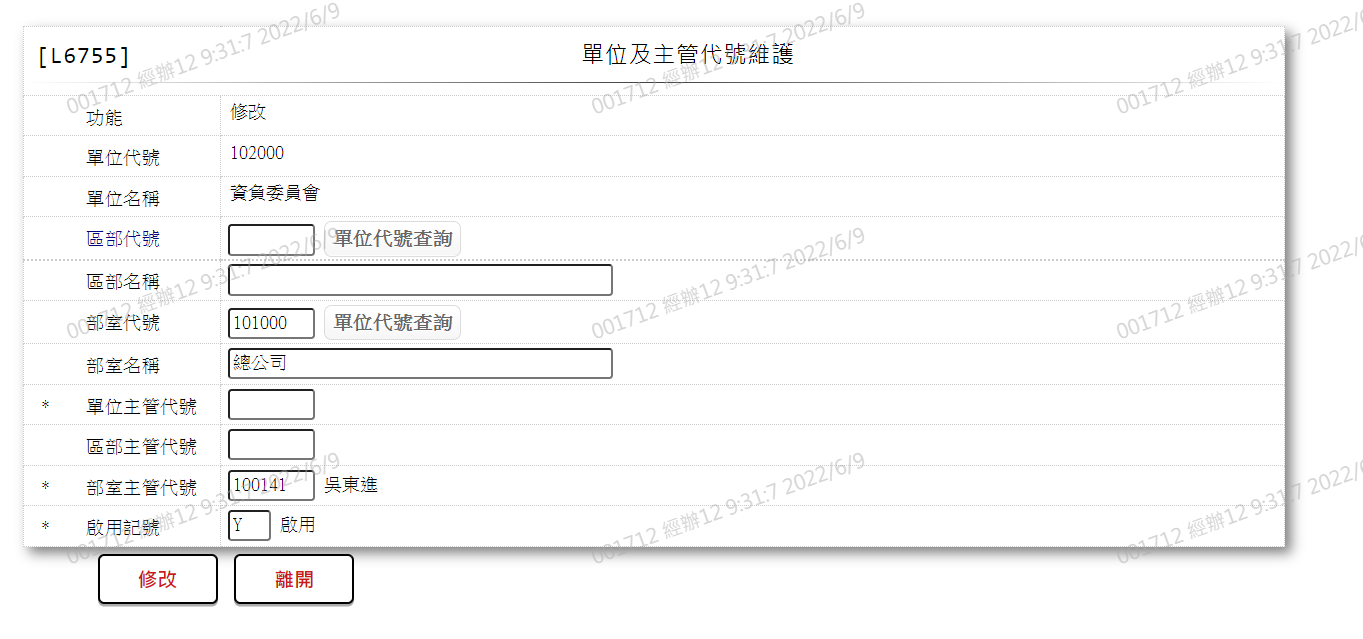 [L6755] 單位及主管代號維護
功能 修改
單位代號 102000
單位名稱 資負委員會
區部代號 單位代號查詢
區部名稱
部室代號 101000 單位代號查詢
部室名稱 總公司
* 單位主管代號
區部主管代號
* 部室主管代號 100141 吳東進
* 啟用記號 Y 啟用
修改 離開
001712 經辦12 9:31:7 2022/6/9